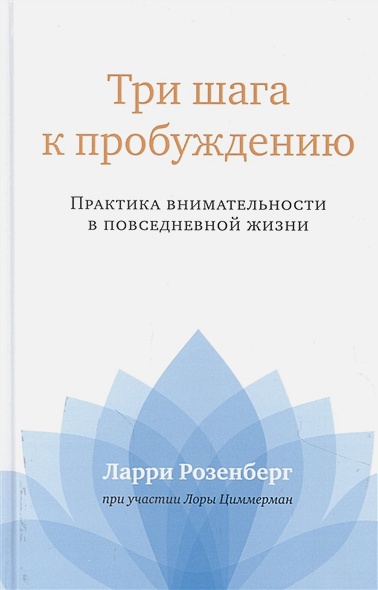 Три шага
к пробуждению
Практика внимательности
в повседневной жизни
Ларри Розенберг
при участии Лоры Циммерман